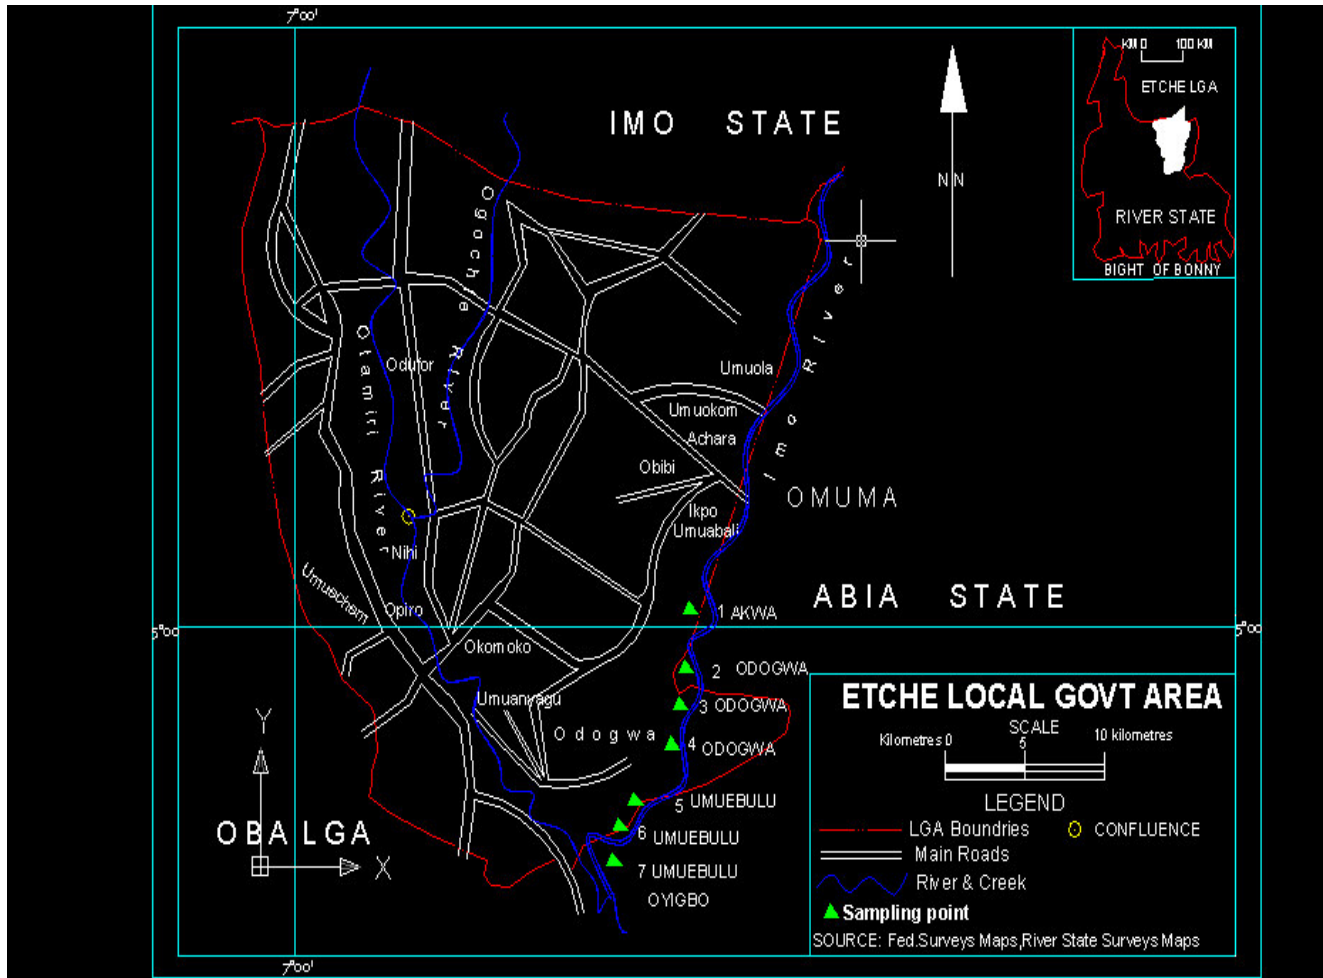 7°00'
KM 0 100 KM
ETCHE LGA
RIVER STATE
BIGHT OF BONNY
IMO STATE
N N
Ogochie River
Otamiri River
Imo River
Odufor
Umuola
Umuokom
Achara
Obibi
OMUMA
Ikpo
Umuabali
Nihi
Umuechem
Opiro
ABIA STATE
1 AKWA
5°00
5°00
Okomoko
2 ODOGWA
Umuanyagu
3 ODOGWA
Odogwa
4 ODOGWA
5 UMUEBULU
6 UMUEBULU
7 UMUEBULU
OYIGBO
Y
OBA LGA
X
ETCHE LOCAL GOVT AREA
SCALE
Kilometres 0 5 10 kilometres
LEGEND
LGA Boundries
CONFLUENCE
Main Roads
River & Creek
Sampling point
SOURCE: Fed.Surveys Maps,River State Surveys Maps
7°00'